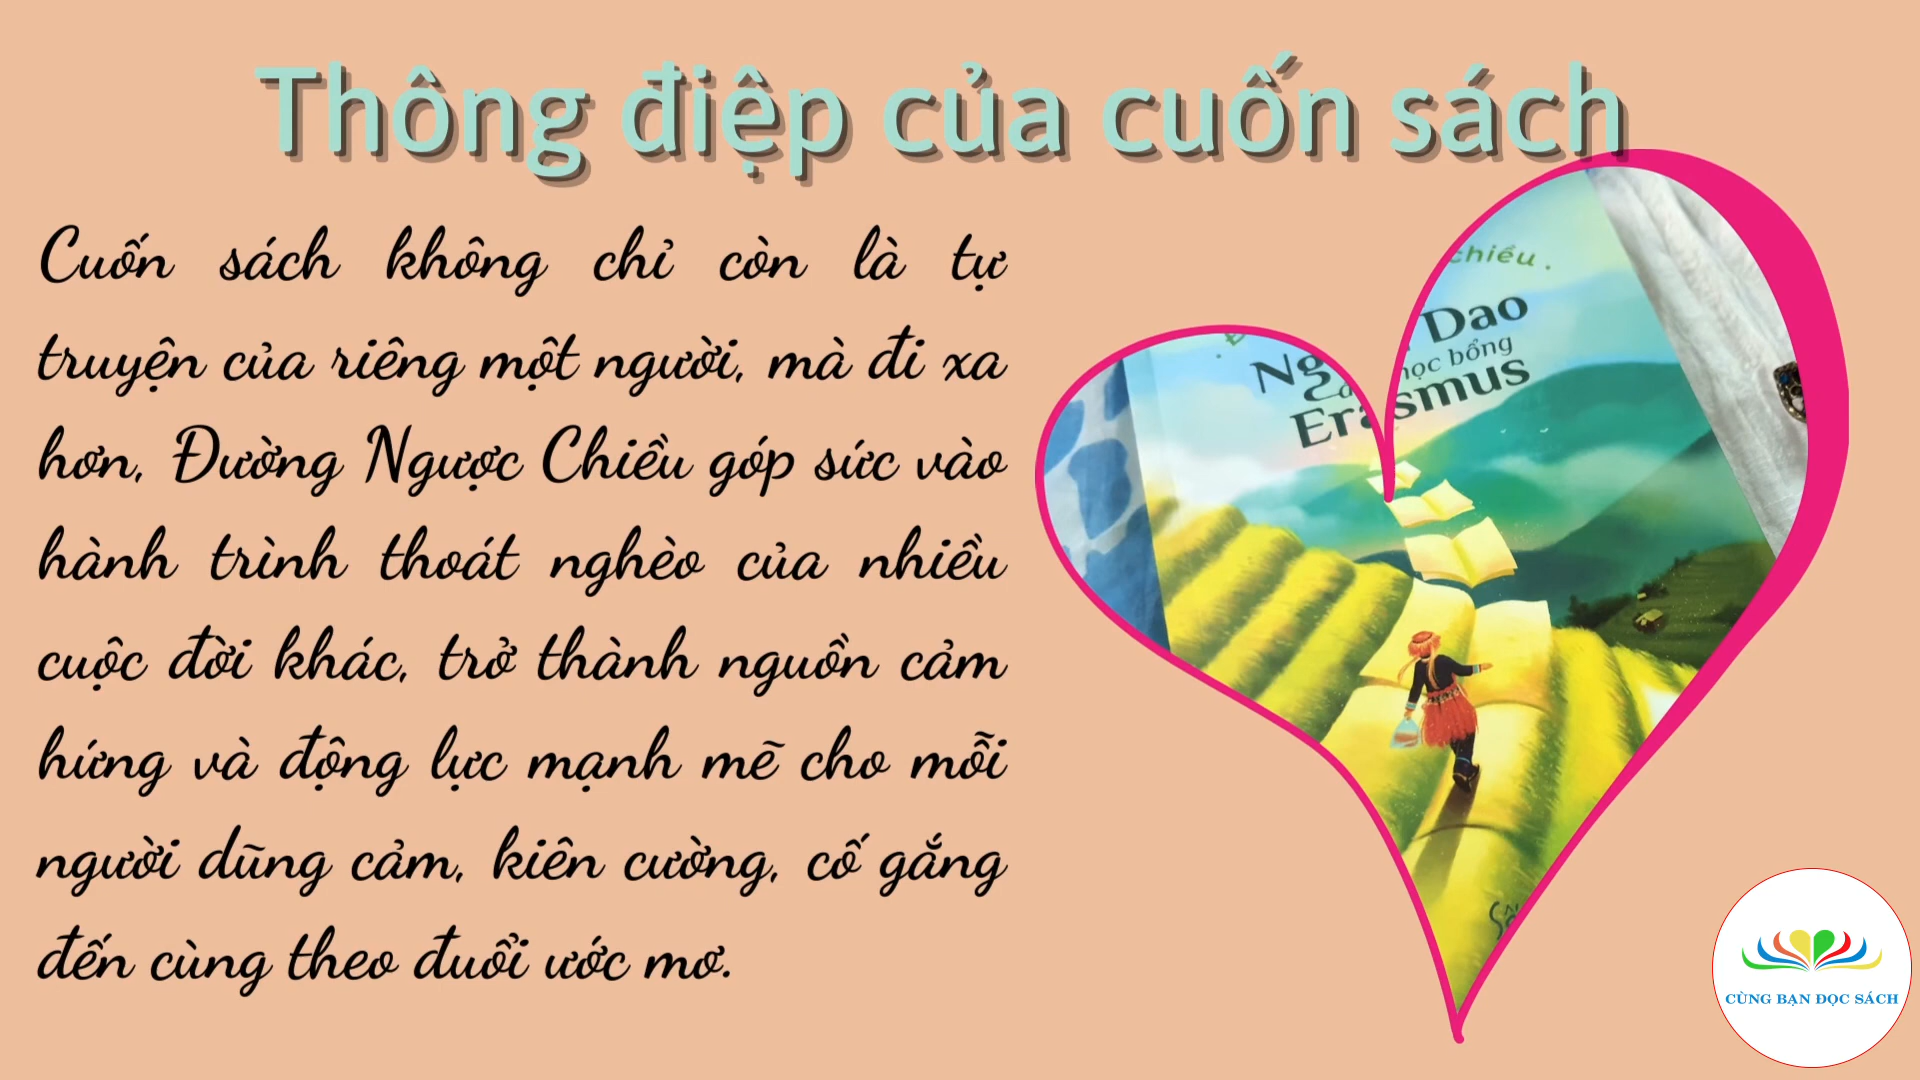 Thông điệp của cuốn sách
Cuốn sách không chỉ còn là tự
truyện của riêng một người, mà đi xa
hơn, Đường Ngược Chiều góp sức vào
hành trình thoát nghèo của nhiều
cuộc đời khác, trở thành nguồn cảm
hứng và động lực mạnh mẽ cho mỗi
người dũng cảm, kiên cường, cố gắng
đến cùng theo đuổi ước mơ.
chiều.
Dao
học bổng
Erasmus
CÙNG BẠN ĐỌC SÁCH